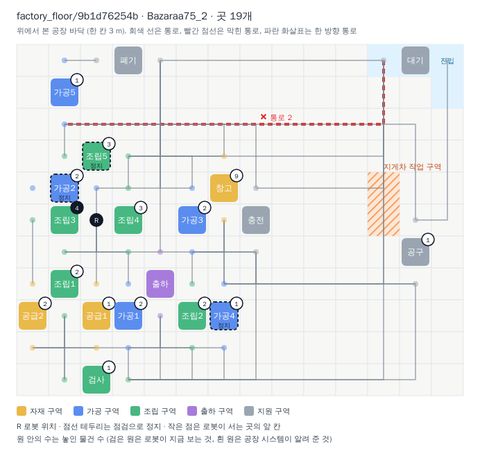 factory_floor/9b1d76254b · Bazaraa75_2 · 곳 19개
위에서 본 공장 바닥 (한 칸 3 m). 회색 선은 통로, 빨간 점선은 막힌 통로, 파란 화살표는 한 방향 통로
폐기
대기
진입
1
가공5
✖ 통로 2
3
조립5
정지
지게차 작업 구역
2
가공2
정지
9
창고
4
조립3
R
3
조립4
2
가공3
충전
1
공구
2
조립1
출하
2
공급2
1
공급1
2
가공1
2
조립2
1
가공4
정지
1
검사
자재 구역
가공 구역
조립 구역
출하 구역
지원 구역
R 로봇 위치 · 점선 테두리는 점검으로 정지 · 작은 점은 로봇이 서는 곳의 앞 칸
원 안의 수는 놓인 물건 수 (검은 원은 로봇이 지금 보는 것, 흰 원은 공장 시스템이 알려 준 것)